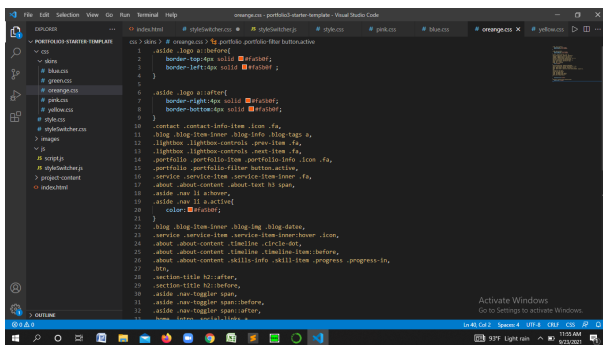 File Edit Selection View Go Run Terminal Help
oreange.css - portfolio3-starter-template - Visual Studio Code
EXPLORER
index.html
styleSwitcher.css
styleSwitcher.js
style.css
pink.css
blue.css
oreange.css
yellow.css
PORTFOLIO3-STARTER-TEMPLATE
css
skins
blue.css
green.css
oreange.css
pink.css
yellow.css
style.css
styleSwitcher.css
images
js
script.js
styleSwitcher.js
project-content
index.html
OUTLINE
css > skins > # oreange.css > .portfolio .portfolio-filter button.active
1 .aside .logo a::before{
2 border-top:4px solid #fa5b0f;
3 border-left:4px solid #fa5b0f ;
4 }
5
6 .aside .logo a::after{
7 border-right:4px solid #fa5b0f;
8 border-bottom:4px solid #fa5b0f;
9 }
10 .contact .contact-info-item .icon .fa,
11 .blog .blog-item-inner .blog-info .blog-tags a,
12 .lightbox .lightbox-controls .prev-item .fa,
13 .lightbox .lightbox-controls .next-item .fa,
14 .portfolio .portfolio-item .portfolio-info .icon .fa,
15 .portfolio .portfolio-filter button.active,
16 .service .service-item .service-item-inner .fa,
17 .about .about-content .about-text h3 span,
18 .aside .nav li a:hover,
19 .aside .nav li a.active{
20 color: #fa5b0f;
21 }
22 .blog .blog-item-inner .blog-img .blog-datee,
23 .service .service-item .service-item-inner:hover .icon,
24 .about .about-content .timeline .circle-dot,
25 .about .about-content .timeline .timeline-item::before,
26 .about .about-content .skills-info .skill-item .progress .progress-in,
27 .btn,
28 .section-title h2::after,
29 .section-title h2::before,
30 .aside .nav-toggler span,
31 .aside .nav-toggler span::before,
32 .aside .nav-toggler span::after,
Activate Windows
Go to Settings to activate Windows.
0 0
Ln 40, Col 2 Spaces: 4 UTF-8 CRLF CSS
93°F Light rain
11:55 AM
9/23/2021